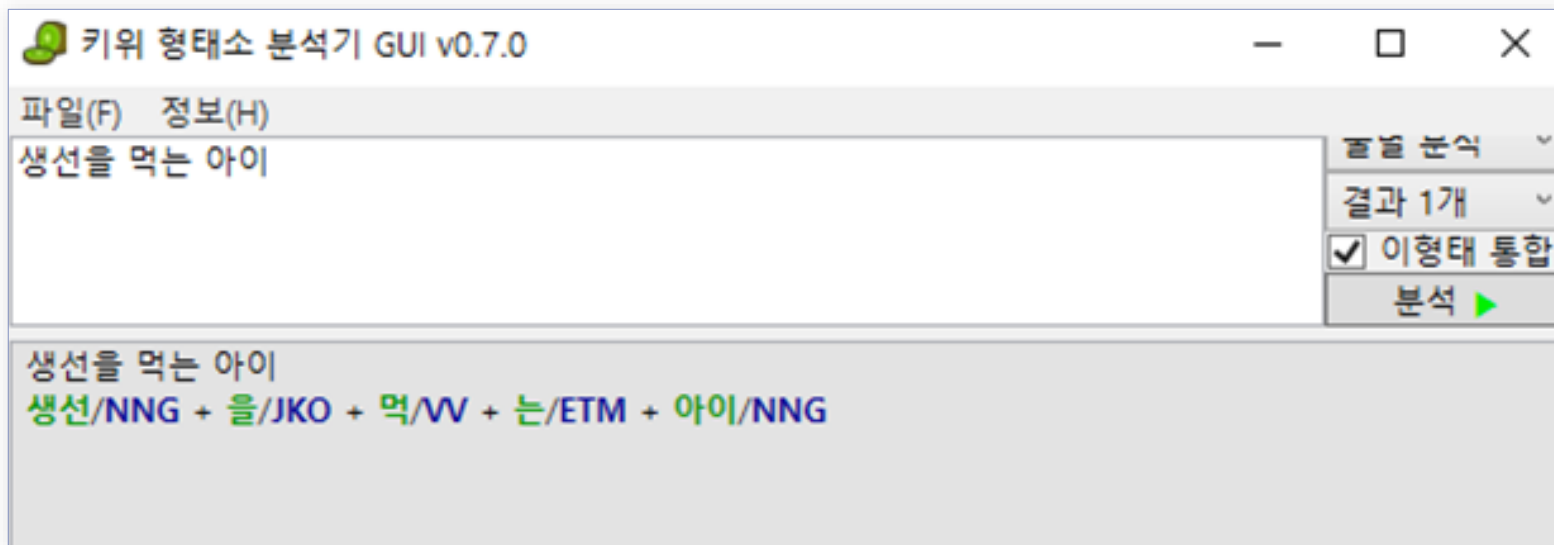 키위 형태소 분석기 GUI v0.7.0
파일(F) 정보(H)
생선을 먹는 아이
분석
결과 1개
이형태 통합
분석
생선을 먹는 아이
생선/NNG + 을/JKO + 먹/VV + 는/ETM + 아이/NNG